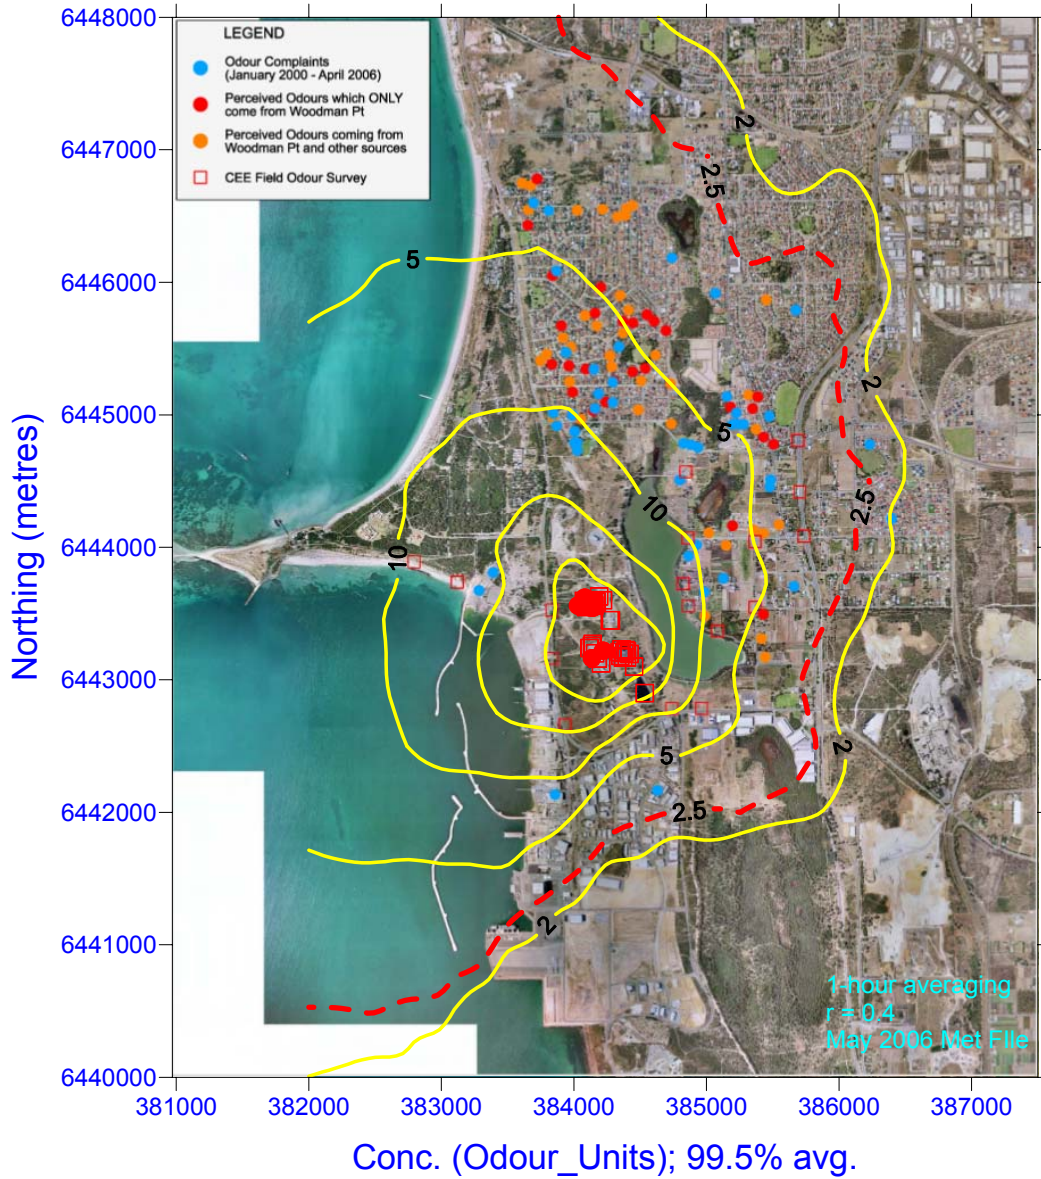 LEGEND
Odour Complaints
(January 2000 - April 2006)
Perceived Odours which ONLY
come from Woodman Pt
Perceived Odours coming from
Woodman Pt and other sources
CEE Field Odour Survey
6448000
6447000
6446000
6445000
6444000
6443000
6442000
6441000
6440000
Northing (metres)
2
2.5
5
2
5
10
2.5
10
2
5
2.5
2
1-hour averaging
r = 0.4
May 2006 Met FIle
381000 382000 383000 384000 385000 386000 387000
Conc. (Odour_Units); 99.5% avg.